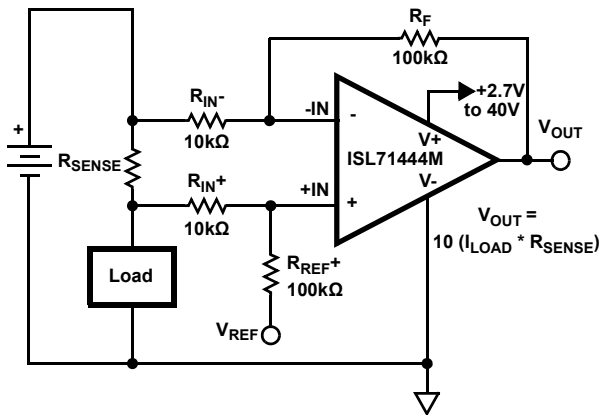 R_F
100kΩ
R_IN-
10kΩ
-IN
-
+2.7V
to 40V
V+
V_OUT
+
R_SENSE
ISL71444M
R_IN+
10kΩ
+IN
+
V-
V_OUT =
10 (I_LOAD * R_SENSE)
Load
R_REF+
100kΩ
V_REF